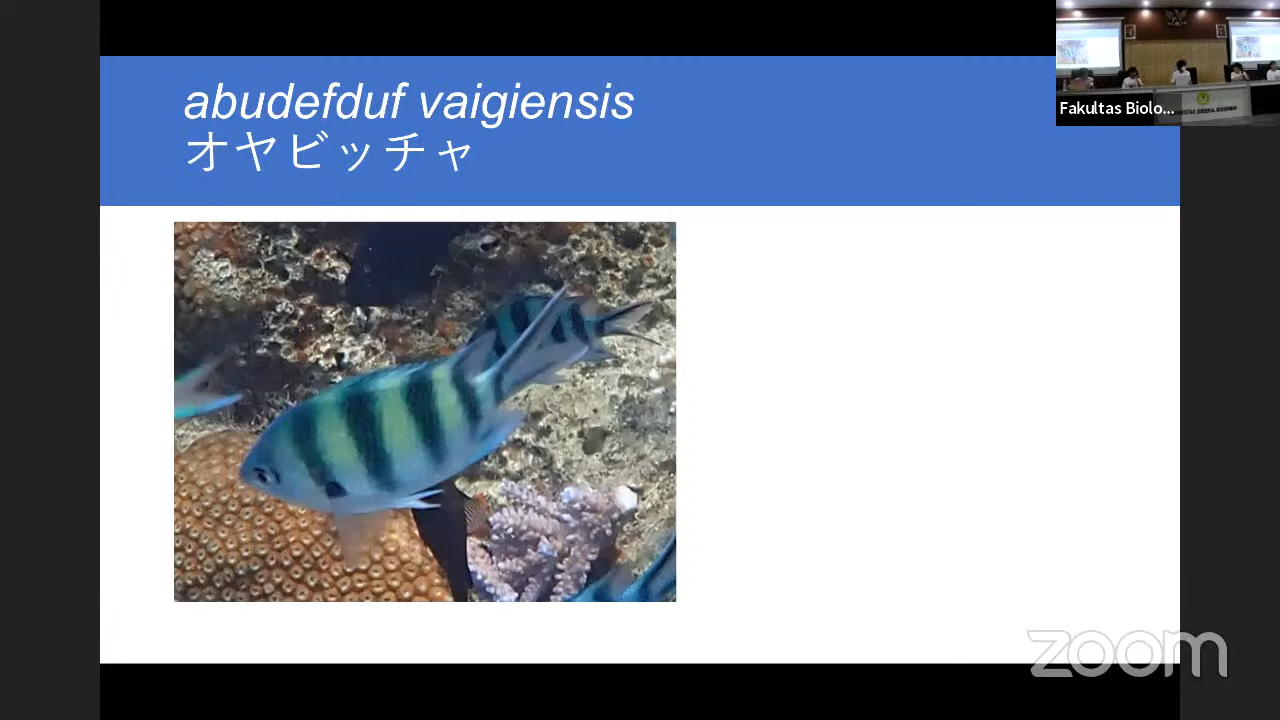 abudefduf vaigiensis
オヤビッチャ
Fakultas Biolo...
zoom